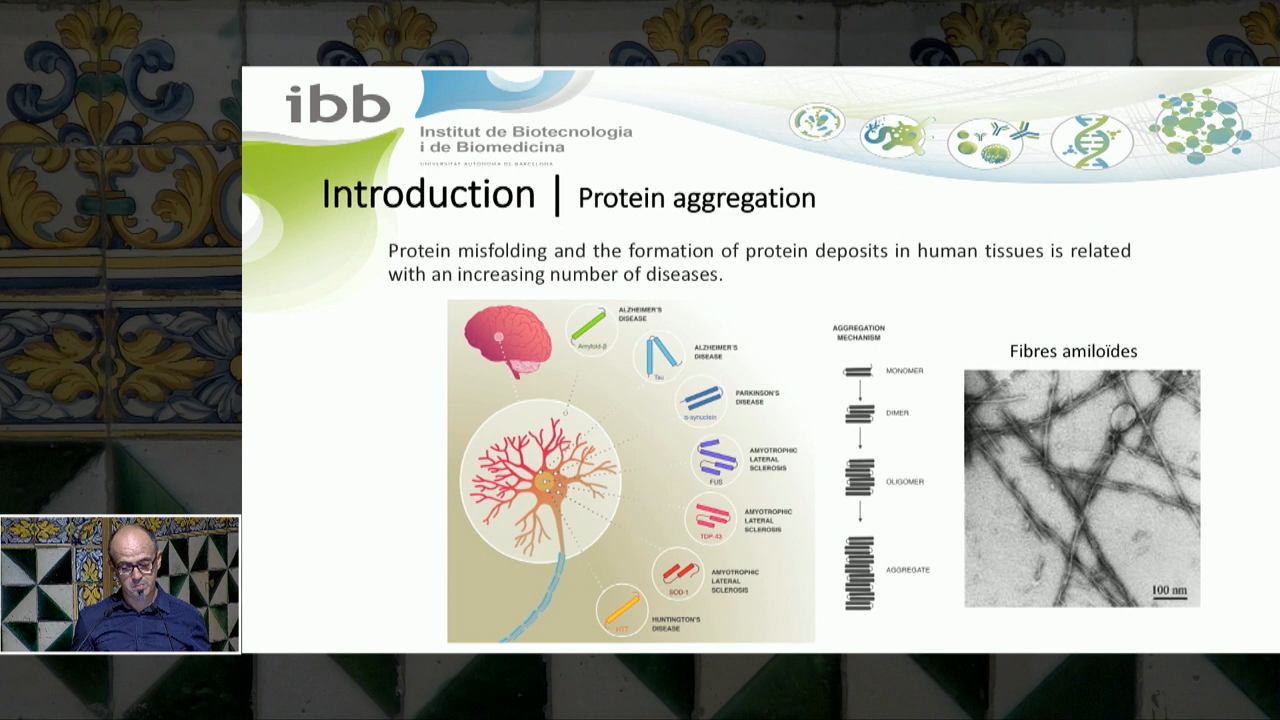 ibb
Institut de Biotecnologia
i de Biomedicina
UNIVERSITAT AUTÒNOMA DE BARCELONA
Introduction | Protein aggregation
Protein misfolding and the formation of protein deposits in human tissues is related
with an increasing number of diseases.
ALZHEIMER'S
DISEASE
Amyloid-β
ALZHEIMER'S
DISEASE
Tau
PARKINSON'S
DISEASE
α-synuclein
AMYOTROPHIC
LATERAL
SCLEROSIS
FUS
AMYOTROPHIC
LATERAL
SCLEROSIS
TDP-43
AMYOTROPHIC
LATERAL
SCLEROSIS
SOD-1
HUNTINGTON'S
DISEASE
HTT
AGGREGATION
MECHANISM
MONOMER
DIMER
OLIGOMER
AGGREGATE
Fibres amiloïdes
100 nm